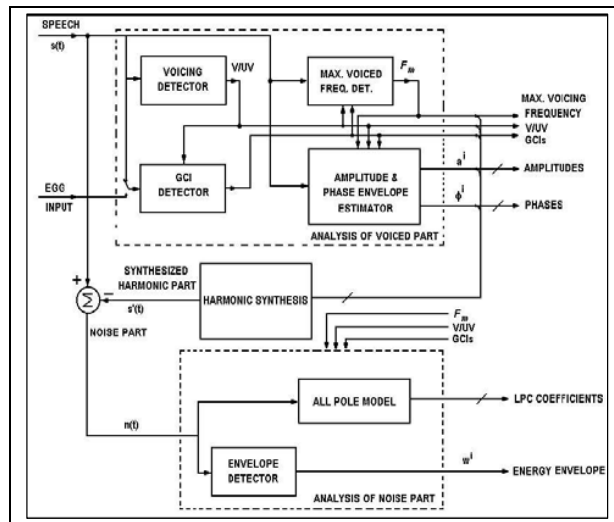 SPEECH
s(t)
VOICING
DETECTOR
V/UV
MAX. VOICED
FREQ. DET.
Fm
MAX. VOICING
FREQUENCY
V/UV
GCIs
GCI
DETECTOR
EGG
INPUT
AMPLITUDE &
PHASE ENVELOPE
ESTIMATOR
a^i
AMPLITUDES
ϕ^i
PHASES
ANALYSIS OF VOICED PART
SYNTHESIZED
HARMONIC PART
+
−
Σ
s'(t)
HARMONIC SYNTHESIS
NOISE PART
Fm
V/UV
GCIs
ALL POLE MODEL
LPC COEFFICIENTS
n(t)
ENVELOPE
DETECTOR
w^i
ENERGY ENVELOPE
ANALYSIS OF NOISE PART